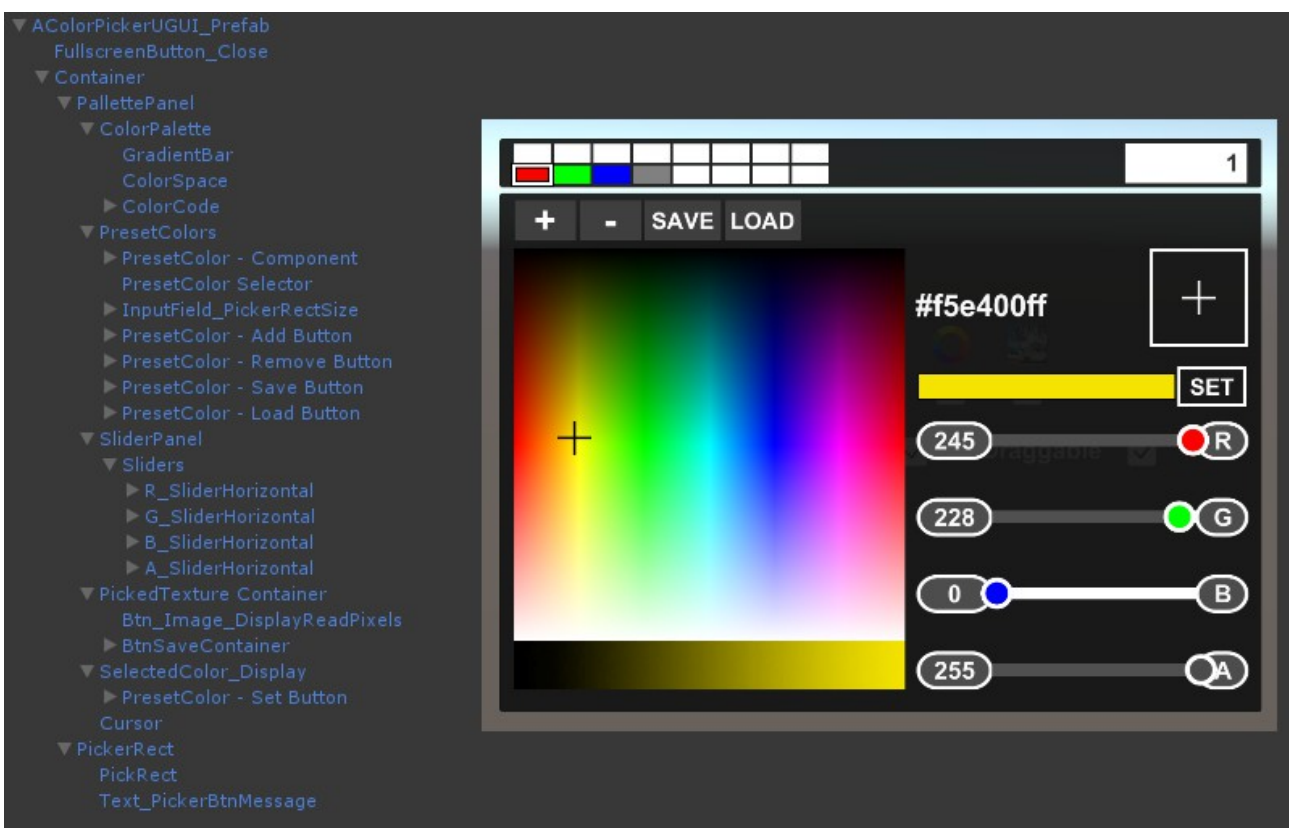 AColorPickerUGUI_Prefab
FullscreenButton_Close
Container
PallettePanel
ColorPalette
GradientBar
ColorSpace
ColorCode
PresetColors
PresetColor - Component
PresetColor Selector
InputField_PickerRectSize
PresetColor - Add Button
PresetColor - Remove Button
PresetColor - Save Button
PresetColor - Load Button
SliderPanel
Sliders
R_SliderHorizontal
G_SliderHorizontal
B_SliderHorizontal
A_SliderHorizontal
PickedTexture Container
Btn_Image_DisplayReadPixels
BtnSaveContainer
SelectedColor_Display
PresetColor - Set Button
Cursor
PickerRect
PickRect
Text_PickerBtnMessage
1
+ - SAVE LOAD
#f5e400ff
SET
245 R
Draggable
228 G
0 B
255 A